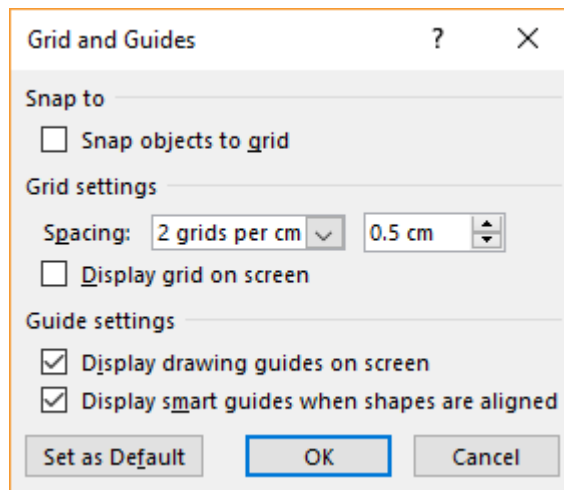 Grid and Guides ?
Snap to
Snap objects to grid
Grid settings
Spacing: 2 grids per cm 0.5 cm
Display grid on screen
Guide settings
Display drawing guides on screen
Display smart guides when shapes are aligned
Set as Default OK Cancel